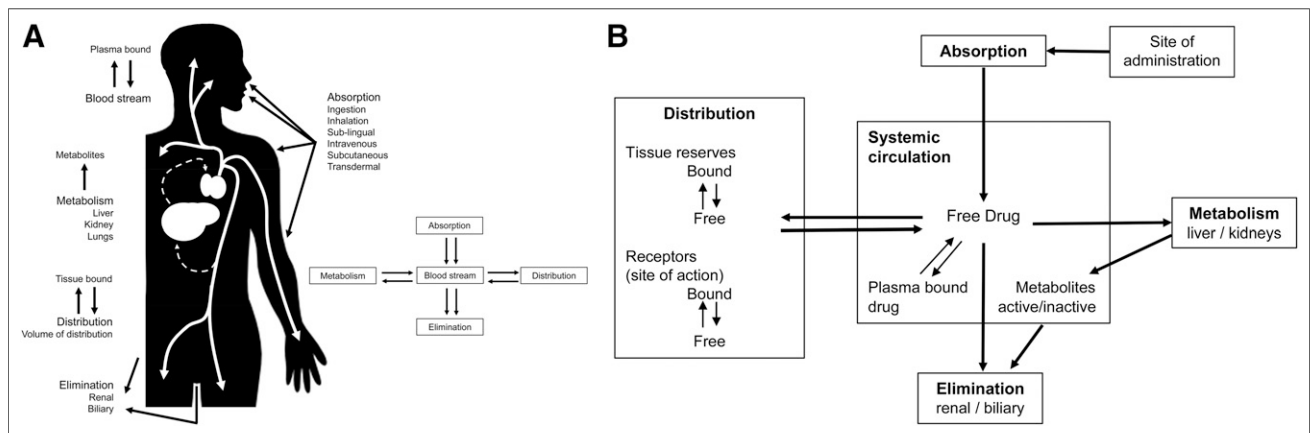 A
Plasma bound
Blood stream
Metabolites
Metabolism
Liver
Kidney
Lungs
Tissue bound
Distribution
Volume of distribution
Elimination
Renal
Biliary
Absorption
Ingestion
Inhalation
Sub-lingual
Intravenous
Subcutaneous
Transdermal
Absorption
Metabolism
Blood stream
Distribution
Elimination
B
Absorption
Site of
administration
Distribution
Tissue reserves
Bound
Free
Receptors
(site of action)
Bound
Free
Systemic
circulation
Free Drug
Plasma bound
drug
Metabolites
active/inactive
Metabolism
liver / kidneys
Elimination
renal / biliary